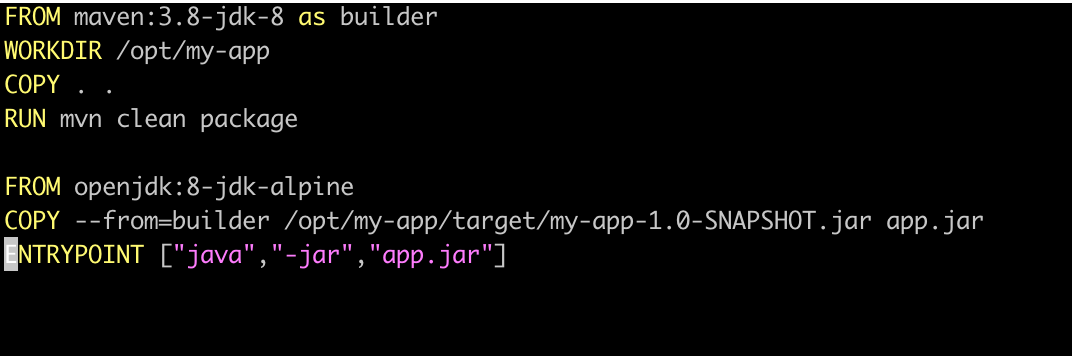 FROM maven:3.8-jdk-8 as builder
WORKDIR /opt/my-app
COPY . .
RUN mvn clean package
FROM openjdk:8-jdk-alpine
COPY --from=builder /opt/my-app/target/my-app-1.0-SNAPSHOT.jar app.jar
ENTRYPOINT ["java","-jar","app.jar"]